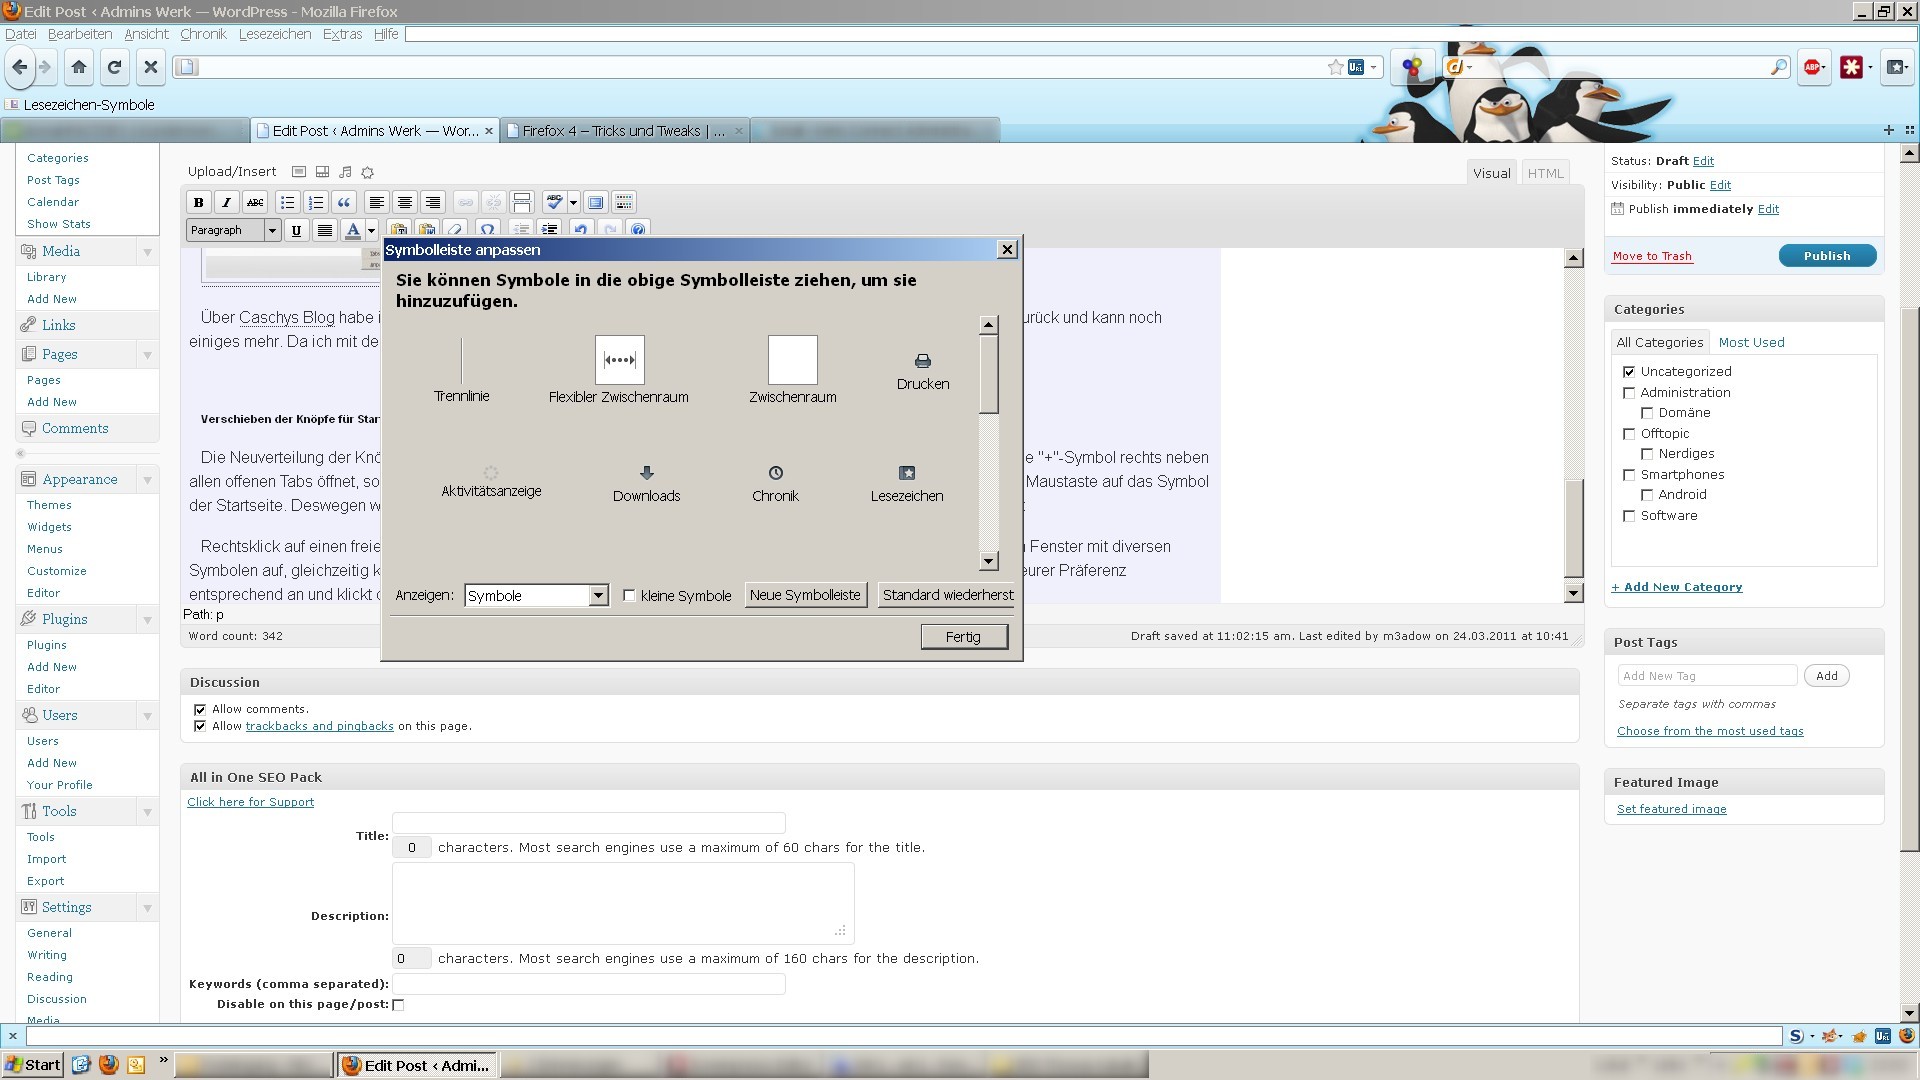 Edit Post ‹ Admins Werk — WordPress - Mozilla Firefox
Datei Bearbeiten Ansicht Chronik Lesezeichen Extras Hilfe
Lesezeichen-Symbole
Edit Post ‹ Admins Werk — Wor... Firefox 4 – Tricks und Tweaks | ...
Categories
Post Tags
Calendar
Show Stats
Media
Library
Add New
Links
Pages
Pages
Add New
Comments
Appearance
Themes
Widgets
Menus
Customize
Editor
Plugins
Plugins
Add New
Editor
Users
Users
Add New
Your Profile
Tools
Tools
Import
Export
Settings
General
Writing
Reading
Discussion
Media
Upload/Insert
Visual HTML
B I ABC
Paragraph U A
Über Caschys Blog habe
urück und kann noch
einiges mehr. Da ich mit de
Verschieben der Knöpfe für Star
Die Neuverteilung der Knö
e "+"-Symbol rechts neben
allen offenen Tabs öffnet, so
Maustaste auf das Symbol
der Startseite. Deswegen w
Rechtsklick auf einen freie
Fenster mit diversen
Symbolen auf, gleichzeitig k
eurer Präferenz
entsprechend an und klickt
Path: p
Word count: 342
Draft saved at 11:02:15 am. Last edited by m3adow on 24.03.2011 at 10:41
Symbolleiste anpassen
Sie können Symbole in die obige Symbolleiste ziehen, um sie
hinzuzufügen.
Trennlinie Flexibler Zwischenraum Zwischenraum Drucken
Aktivitätsanzeige Downloads Chronik Lesezeichen
Anzeigen: Symbole kleine Symbole Neue Symbolleiste Standard wiederherst
Fertig
Discussion
Allow comments.
Allow trackbacks and pingbacks on this page.
All in One SEO Pack
Click here for Support
Title:
0 characters. Most search engines use a maximum of 60 chars for the title.
Description:
0 characters. Most search engines use a maximum of 160 chars for the description.
Keywords (comma separated):
Disable on this page/post:
Status: Draft Edit
Visibility: Public Edit
Publish immediately Edit
Move to Trash Publish
Categories
All Categories Most Used
Uncategorized
Administration
Domäne
Offtopic
Nerdiges
Smartphones
Android
Software
+ Add New Category
Post Tags
Add New Tag Add
Separate tags with commas
Choose from the most used tags
Featured Image
Set featured image
Start Edit Post ‹ Admi...